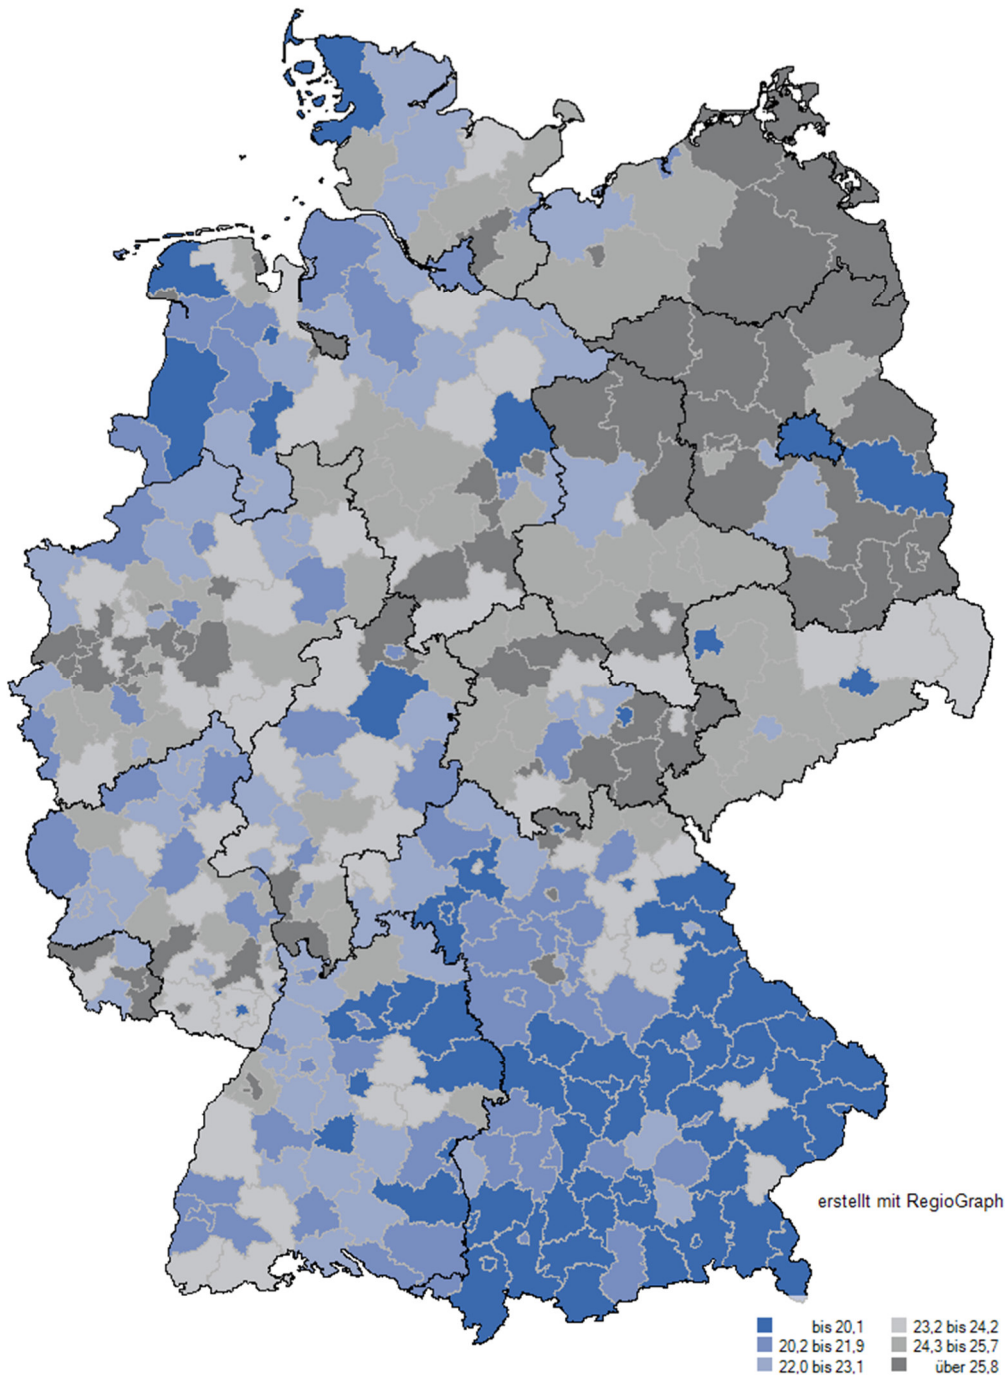 erstellt mit RegioGraph
bis 20,1
20,2 bis 21,9
22,0 bis 23,1
23,2 bis 24,2
24,3 bis 25,7
über 25,8